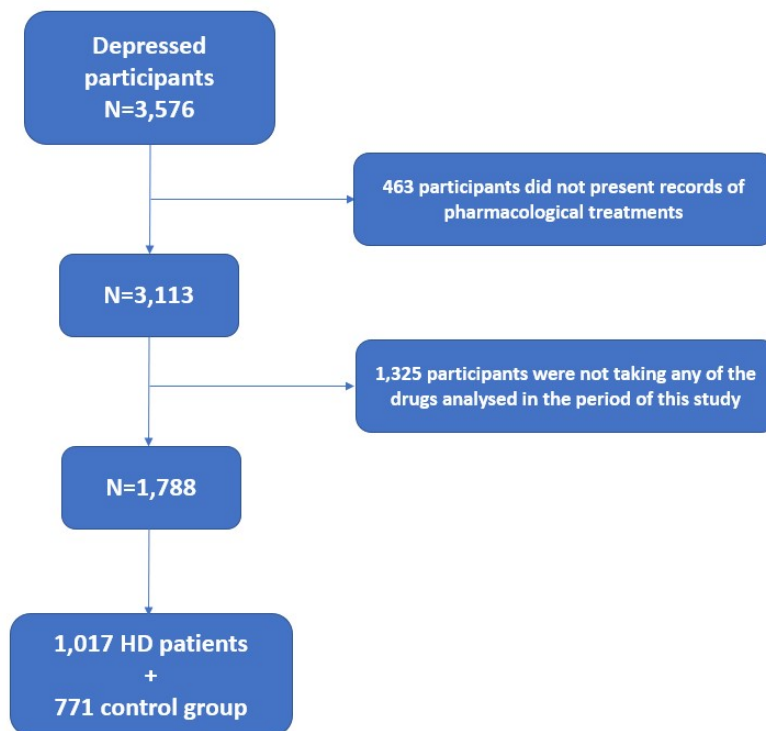 Depressed
participants
N=3,576
463 participants did not present records of
pharmacological treatments
N=3,113
1,325 participants were not taking any of the
drugs analysed in the period of this study
N=1,788
1,017 HD patients
+
771 control group